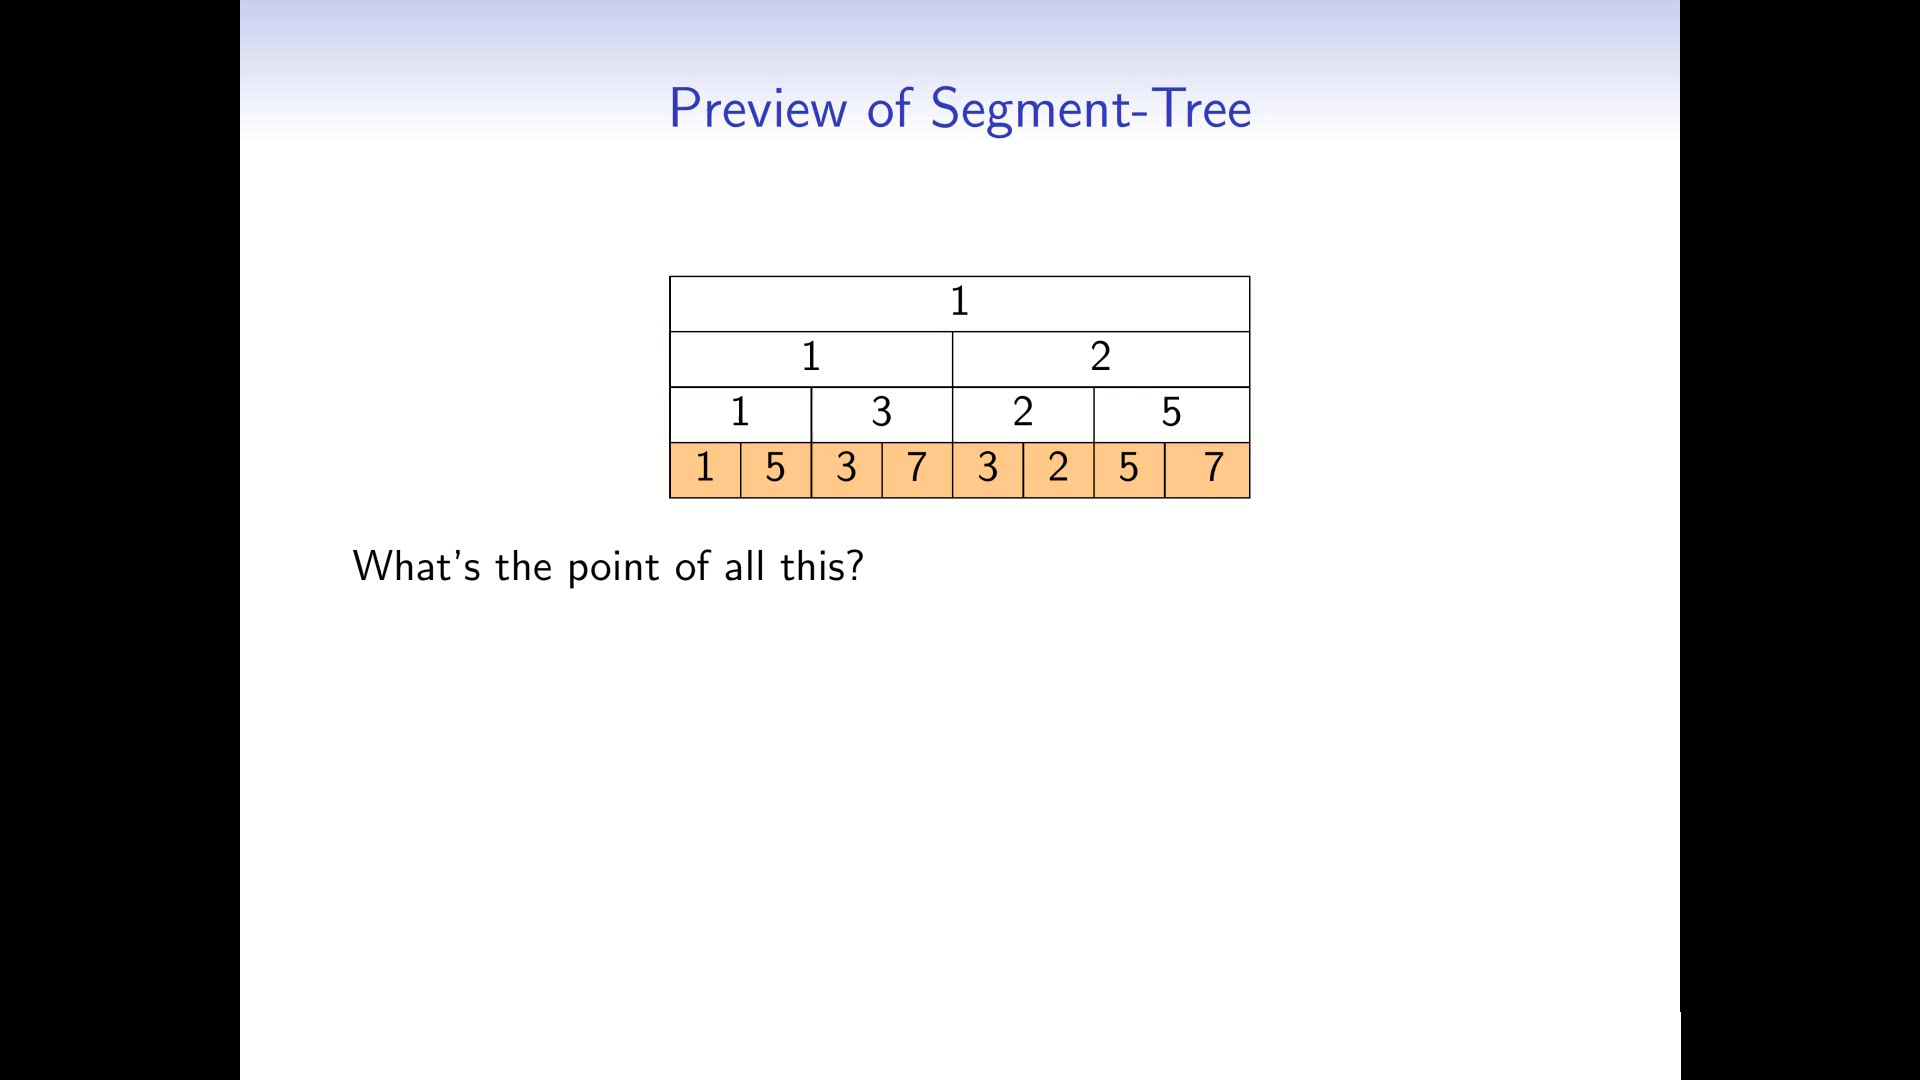 Preview of Segment-Tree
1
1 2
1 3 2 5
1 5 3 7 3 2 5 7
What's the point of all this?